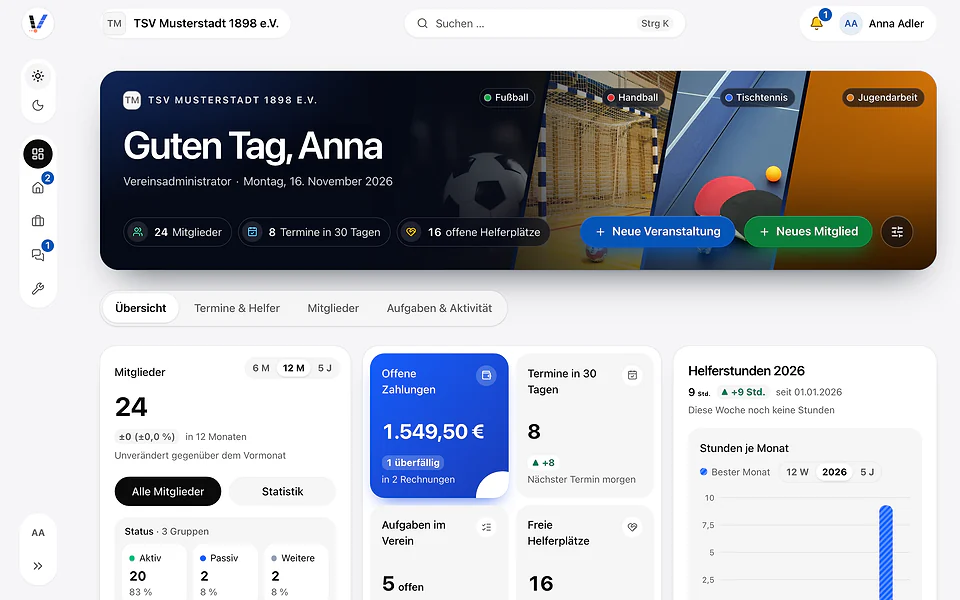 TM TSV Musterstadt 1898 e.V.
Suchen ... Strg K
1
AA Anna Adler
TM TSV MUSTERSTADT 1898 E.V.
Fußball
Handball
Tischtennis
Jugendarbeit
Guten Tag, Anna
Vereinsadministrator · Montag, 16. November 2026
24 Mitglieder
8 Termine in 30 Tagen
16 offene Helferplätze
+ Neue Veranstaltung
+ Neues Mitglied
2
1
AA
Übersicht
Termine & Helfer
Mitglieder
Aufgaben & Aktivität
Mitglieder
6 M 12 M 5 J
24
±0 (±0,0 %) in 12 Monaten
Unverändert gegenüber dem Vormonat
Alle Mitglieder
Statistik
Status · 3 Gruppen
Aktiv
20
83 %
Passiv
2
8 %
Weitere
2
8 %
Offene
Zahlungen
1.549,50 €
1 überfällig
in 2 Rechnungen
Termine in 30
Tagen
8
▲ +8
Nächster Termin morgen
Aufgaben im
Verein
5 offen
Freie
Helferplätze
16
Helferstunden 2026
9 Std. ▲ +9 Std. seit 01.01.2026
Diese Woche noch keine Stunden
Stunden je Monat
Bester Monat 12 W 2026 5 J
10
7,5
5
2,5